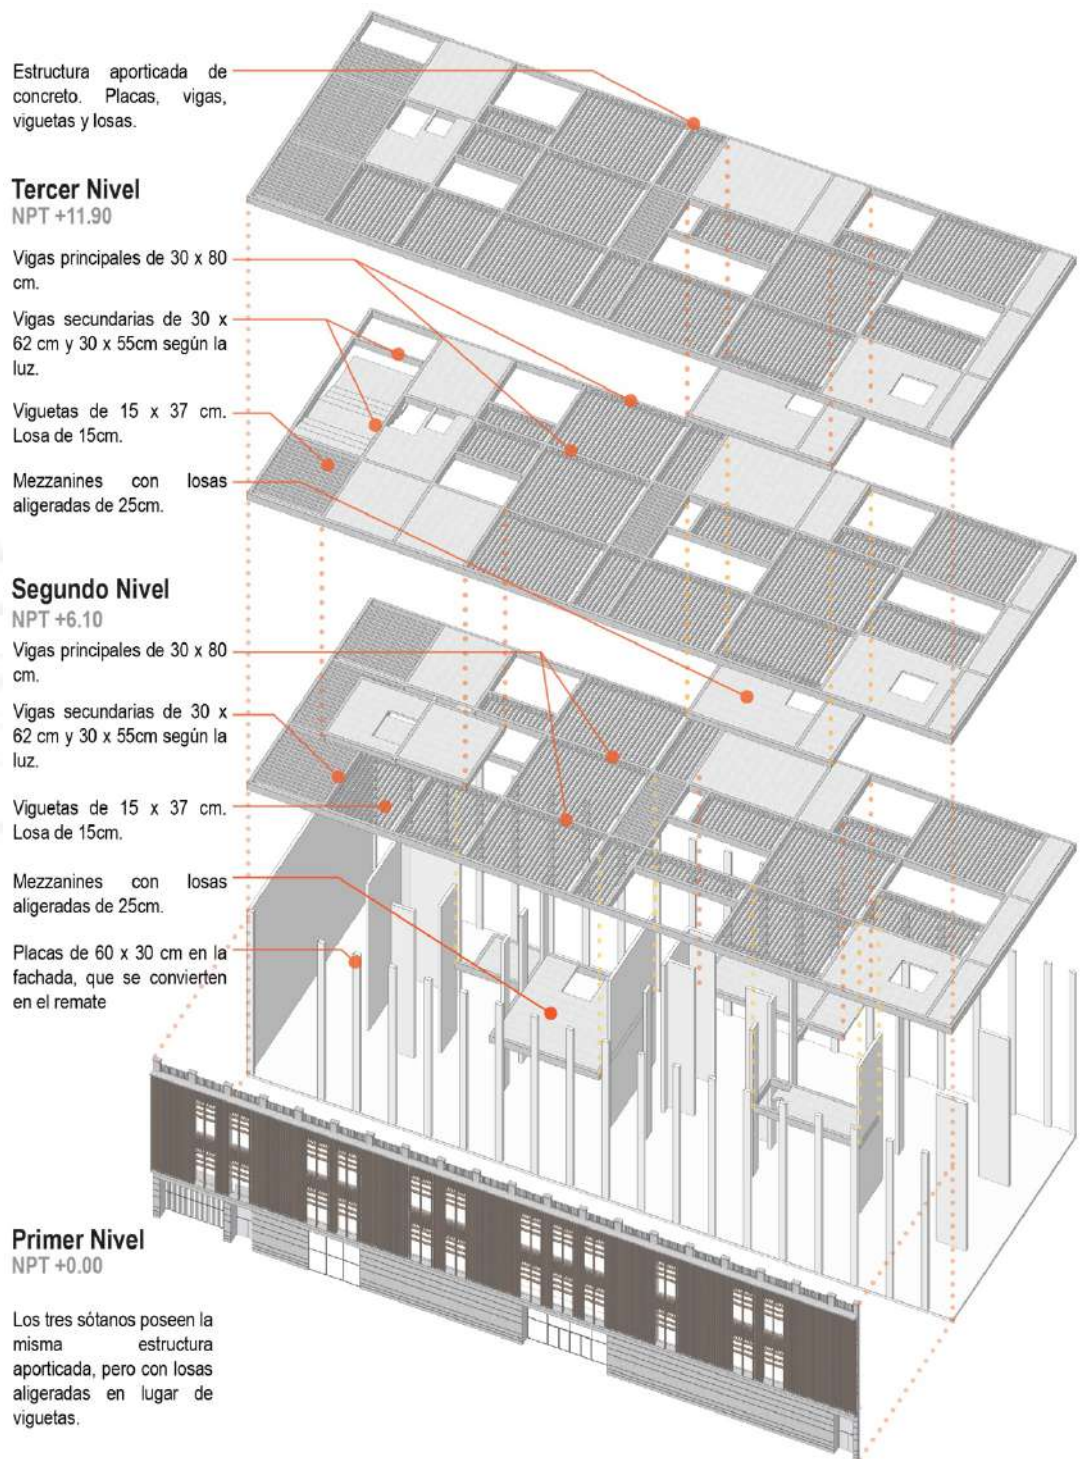 Estructura aporticada de
concreto. Placas, vigas,
viguetas y losas.
Tercer Nivel
NPT +11.90
Vigas principales de 30 x 80
cm.
Vigas secundarias de 30 x
62 cm y 30 x 55cm según la
luz.
Viguetas de 15 x 37 cm.
Losa de 15cm.
Mezzanines con losas
aligeradas de 25cm.
Segundo Nivel
NPT +6.10
Vigas principales de 30 x 80
cm.
Vigas secundarias de 30 x
62 cm y 30 x 55cm según la
luz.
Viguetas de 15 x 37 cm.
Losa de 15cm.
Mezzanines con losas
aligeradas de 25cm.
Placas de 60 x 30 cm en la
fachada, que se convierten
en el remate
Primer Nivel
NPT +0.00
Los tres sótanos poseen la
misma estructura
aporticada, pero con losas
aligeradas en lugar de
viguetas.